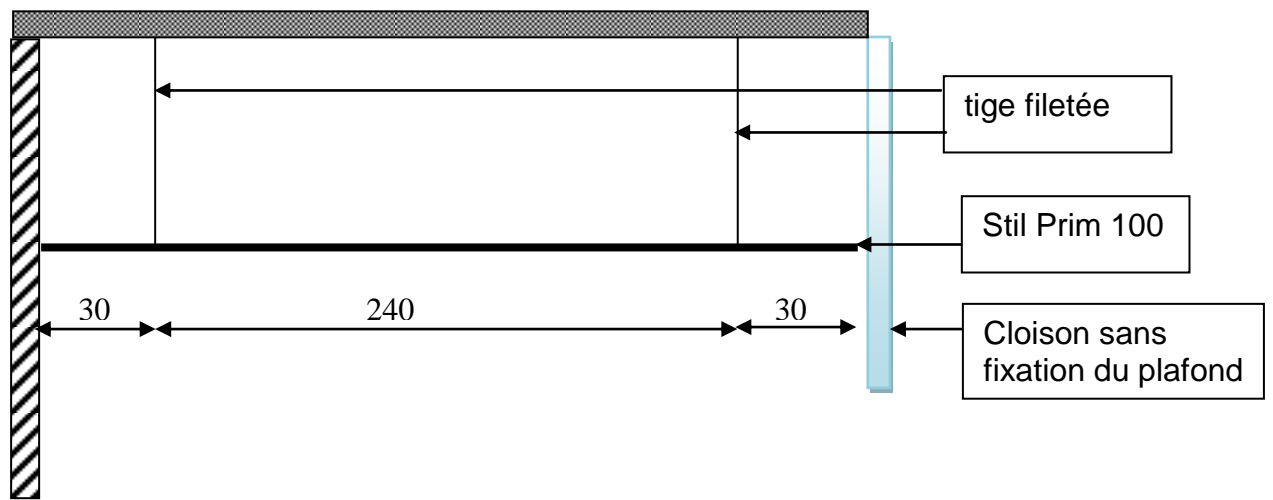 tige filetée
Stil Prim 100
30
240
30
Cloison sans
fixation du plafond